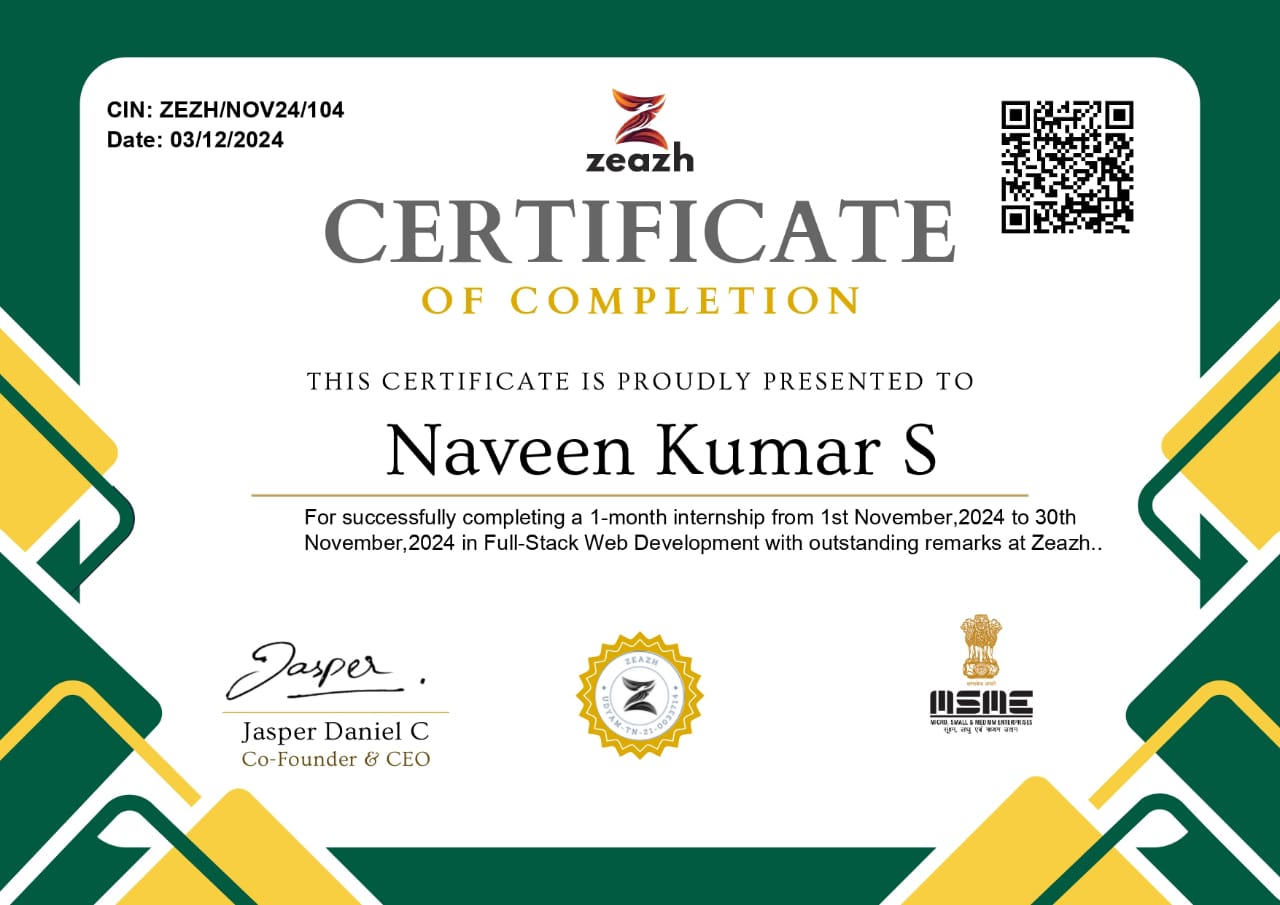 CIN: ZEZH/NOV24/104
Date: 03/12/2024
zeazh
CERTIFICATE
OF COMPLETION
THIS CERTIFICATE IS PROUDLY PRESENTED TO
Naveen Kumar S
For successfully completing a 1-month internship from 1st November,2024 to 30th
November,2024 in Full-Stack Web Development with outstanding remarks at Zeazh..
Jasper
Jasper Daniel C
Co-Founder & CEO
ZEAZH
UDYAM-TN-21-0033714
सत्यमेव जयते
MSME
MICRO, SMALL & MEDIUM ENTERPRISES
सूक्ष्म, लघु एवं मध्यम उद्यम